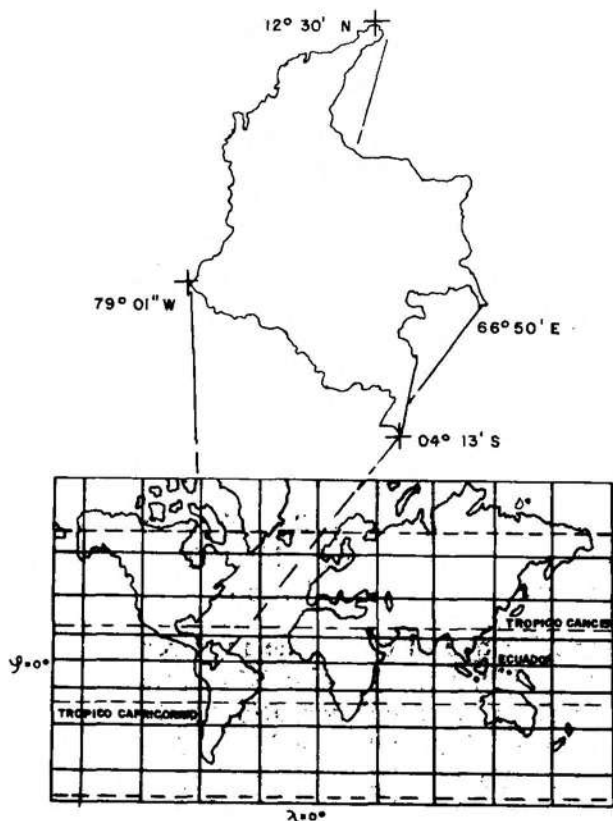 12° 30' N
79° 01" W
66° 50' E
04° 13' S
TROPICO CANCER
ECUADOR
φ=0°
TROPICO CAPRICORNIO
λ=0°